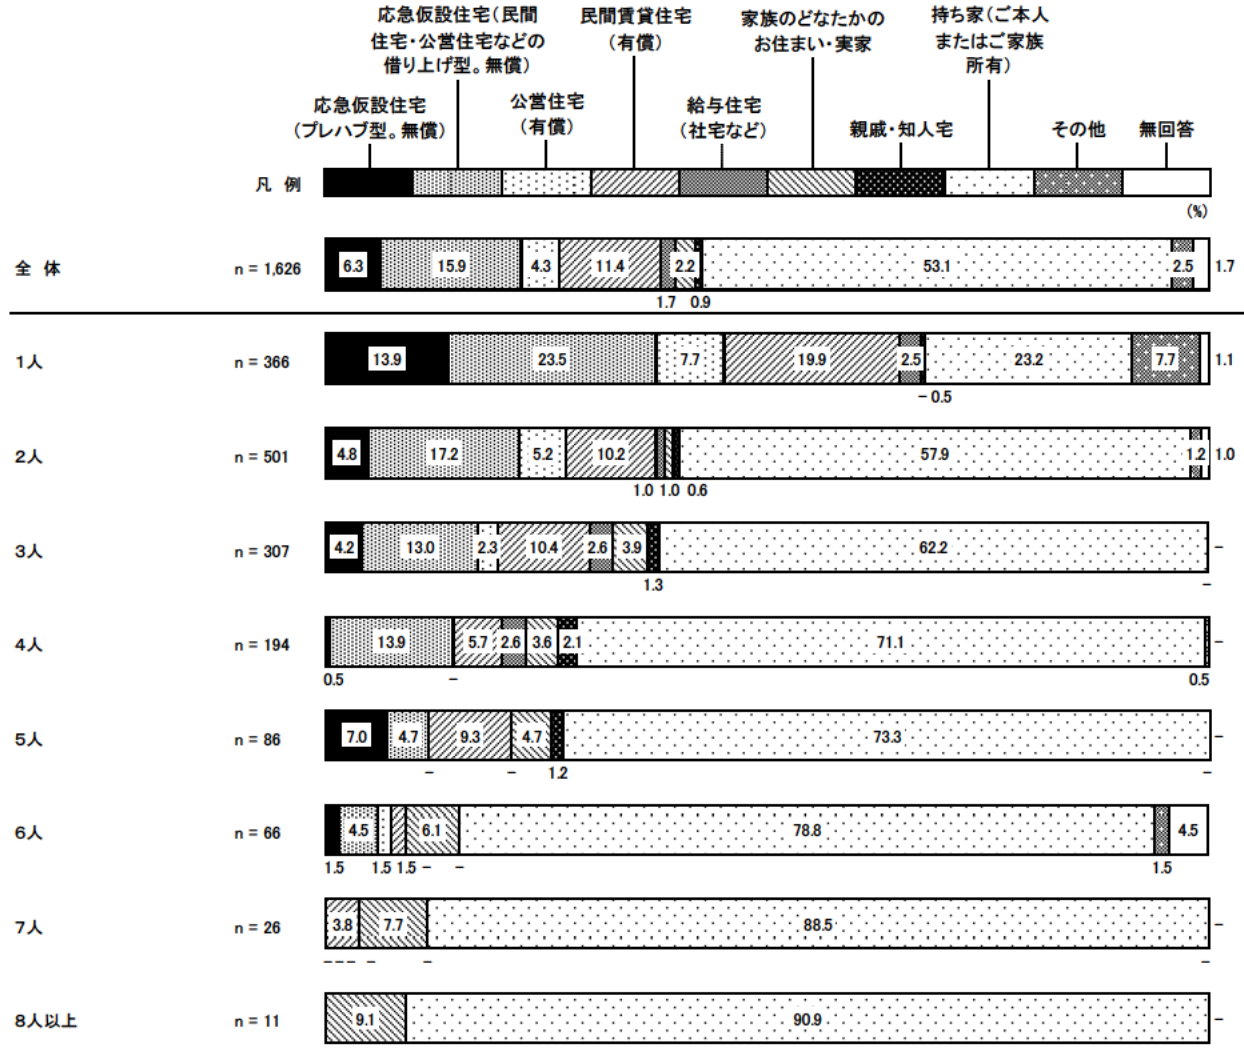 応急仮設住宅(民間
住宅・公営住宅などの
借り上げ型。無償)
民間賃貸住宅
(有償)
家族のどなたかの
お住まい・実家
持ち家(ご本人
またはご家族
所有)
応急仮設住宅
(プレハブ型。無償)
公営住宅
(有償)
給与住宅
(社宅など)
親戚・知人宅
その他
無回答
凡 例
(%)
全 体 n = 1,626 6.3 15.9 4.3 11.4 2.2 53.1 2.5 1.7
1.7 0.9
1人 n = 366 13.9 23.5 7.7 19.9 2.5 23.2 7.7 1.1
- 0.5
2人 n = 501 4.8 17.2 5.2 10.2 57.9 1.2 1.0
1.0 1.0 0.6
3人 n = 307 4.2 13.0 2.3 10.4 2.6 3.9 62.2 -
1.3 -
4人 n = 194 13.9 5.7 2.6 3.6 2.1 71.1 -
0.5 - 0.5
5人 n = 86 7.0 4.7 9.3 4.7 73.3 -
- - 1.2 -
6人 n = 66 4.5 6.1 78.8 4.5
1.5 1.5 1.5 - - 1.5
7人 n = 26 3.8 7.7 88.5 -
- - - - - -
8人以上 n = 11 9.1 90.9 -